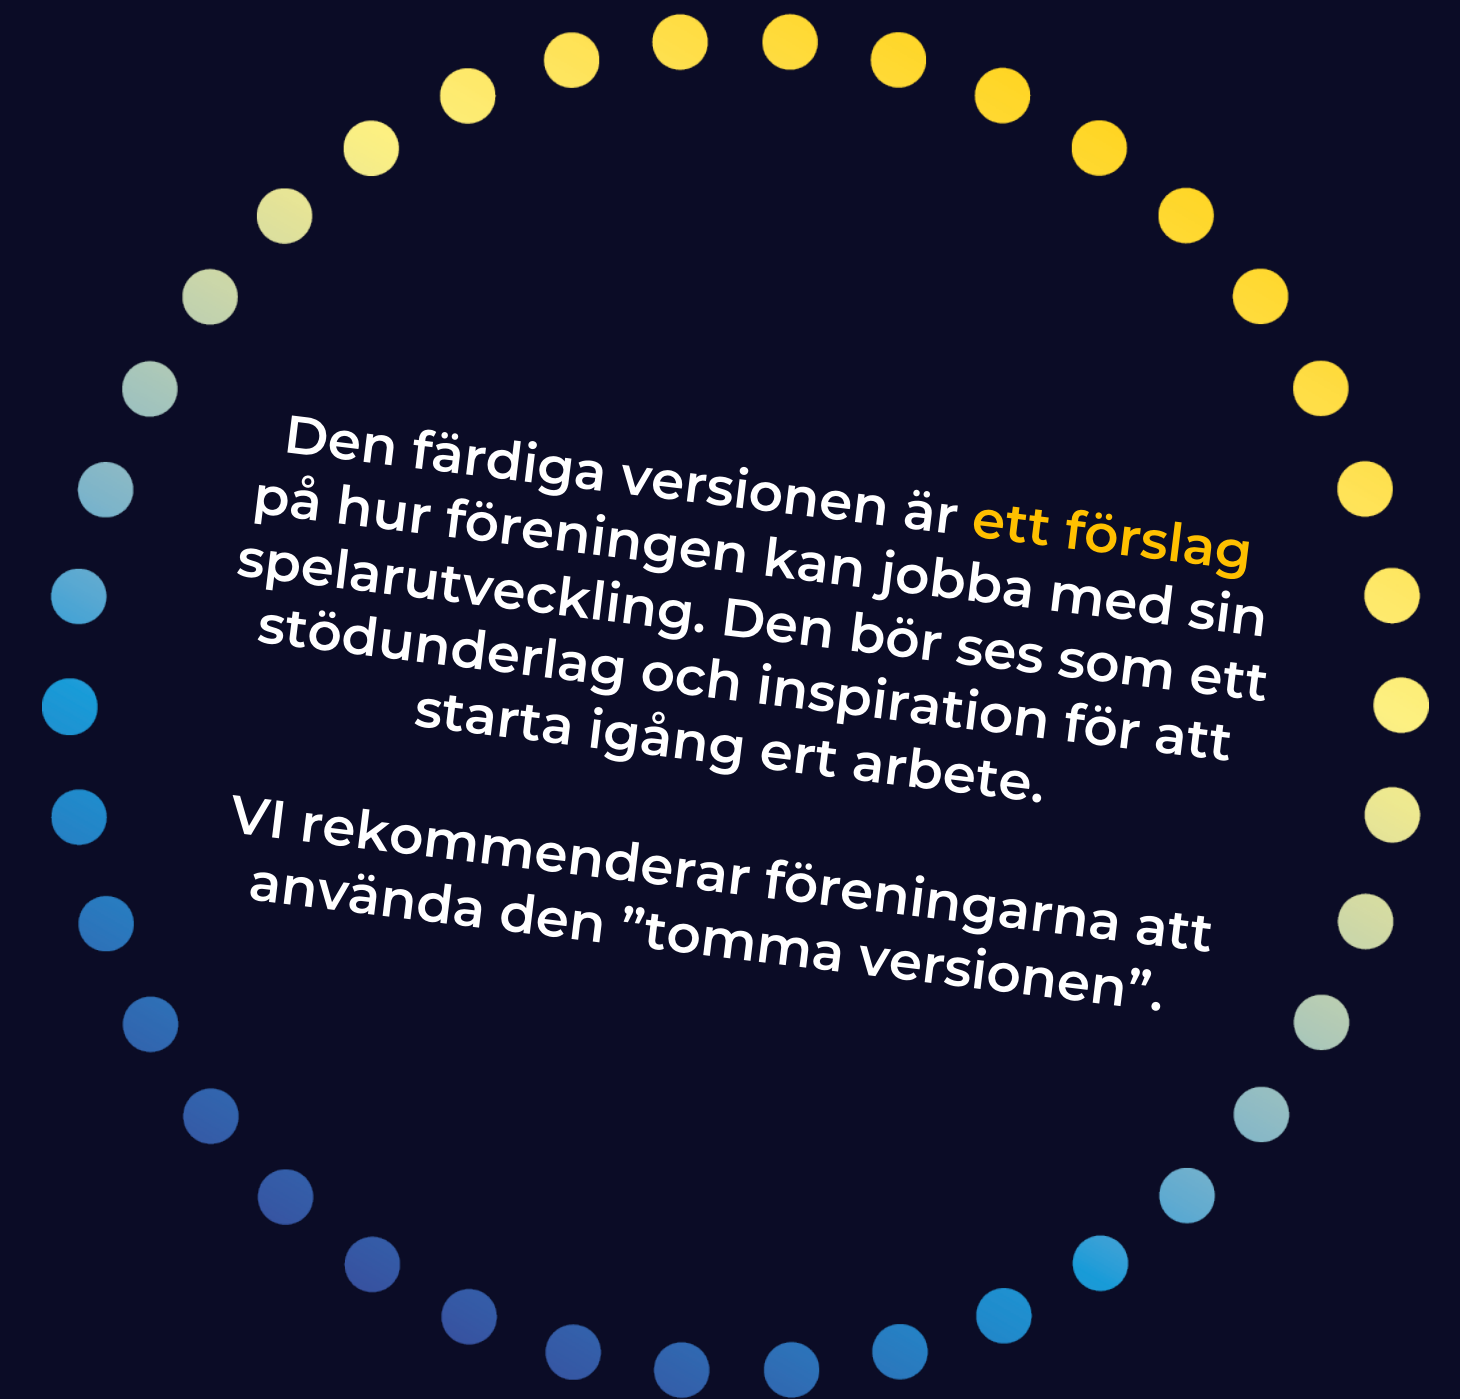 Den färdiga versionen är ett förslag
på hur föreningen kan jobba med sin
spelarutveckling. Den bör ses som ett
stödunderlag och inspiration för att
starta igång ert arbete.
VI rekommenderar föreningarna att
använda den ”tomma versionen”.